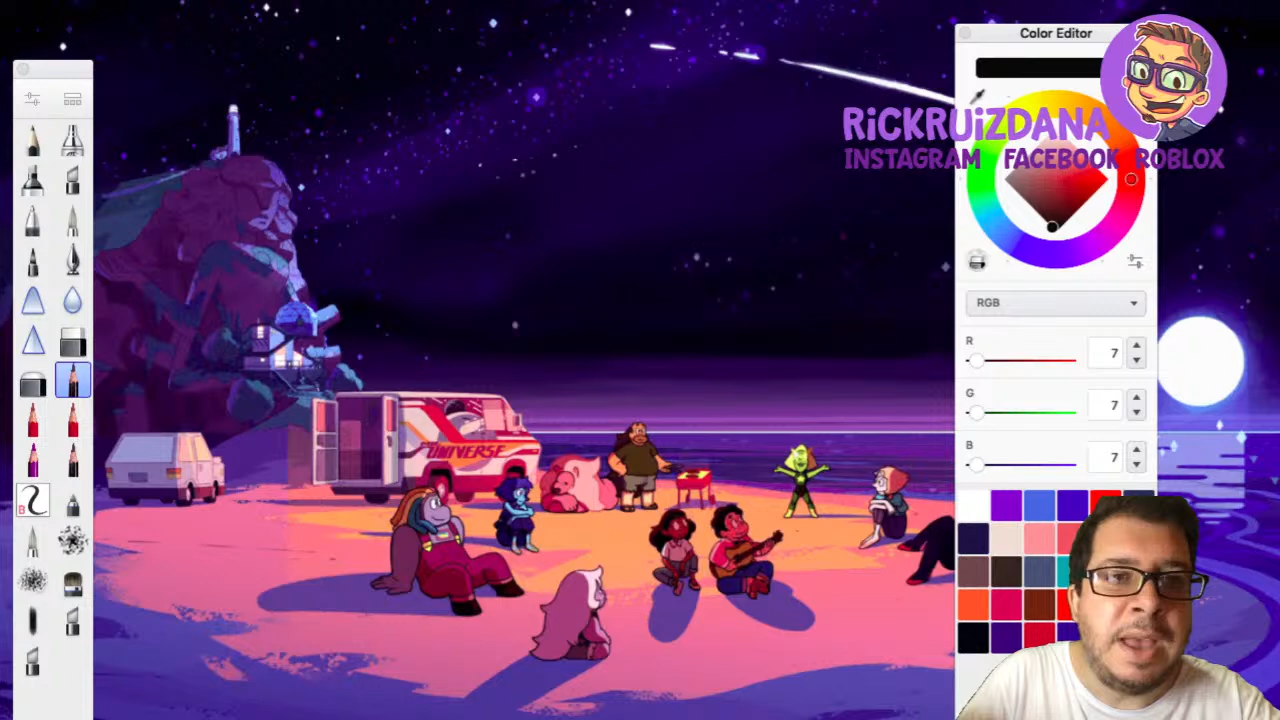 Color Editor
RiCKRUiZDANA
INSTAGRAM FACEBOOK ROBLOX
RGB
R
7
G
7
B
7
UNIVERSE
B